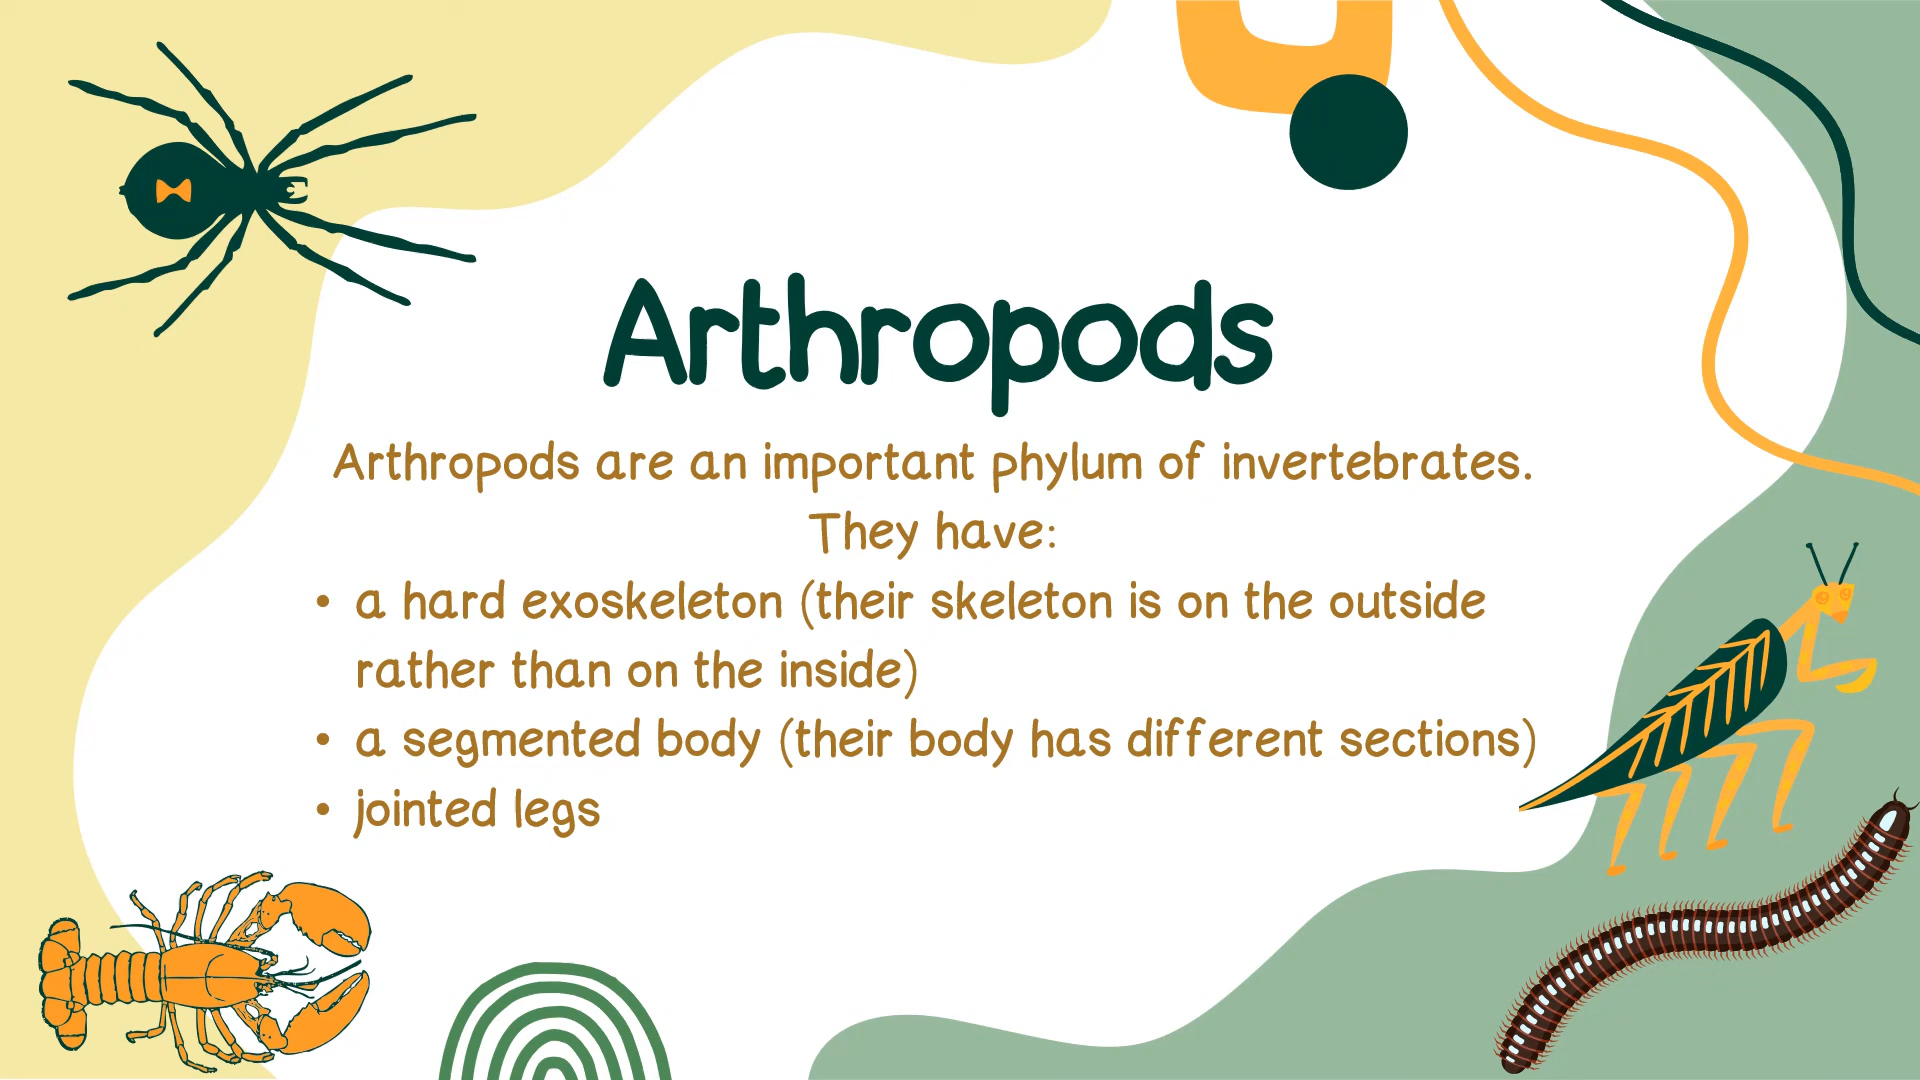 Arthropods
Arthropods are an important phylum of invertebrates.
They have:
• a hard exoskeleton (their skeleton is on the outside
rather than on the inside)
• a segmented body (their body has different sections)
• jointed legs